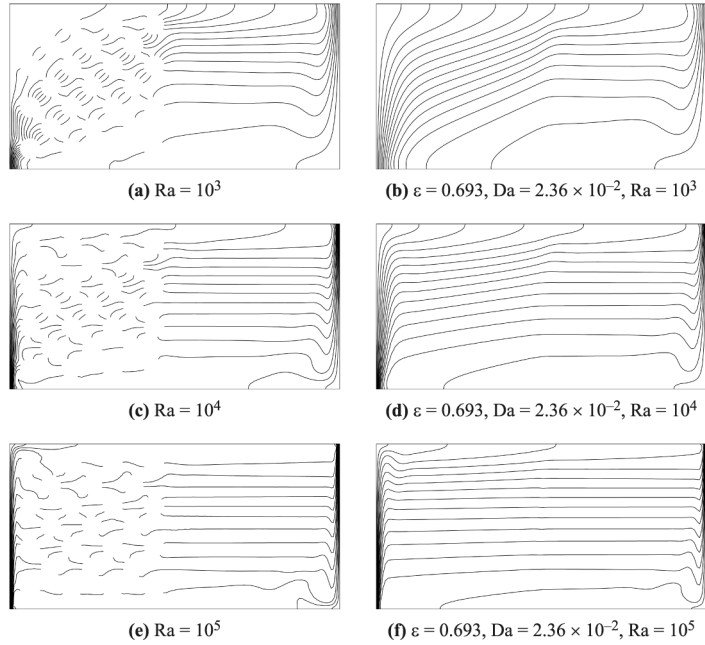 (a) Ra = 10³
(b) ε = 0.693, Da = 2.36 × 10⁻², Ra = 10³
(c) Ra = 10⁴
(d) ε = 0.693, Da = 2.36 × 10⁻², Ra = 10⁴
(e) Ra = 10⁵
(f) ε = 0.693, Da = 2.36 × 10⁻², Ra = 10⁵